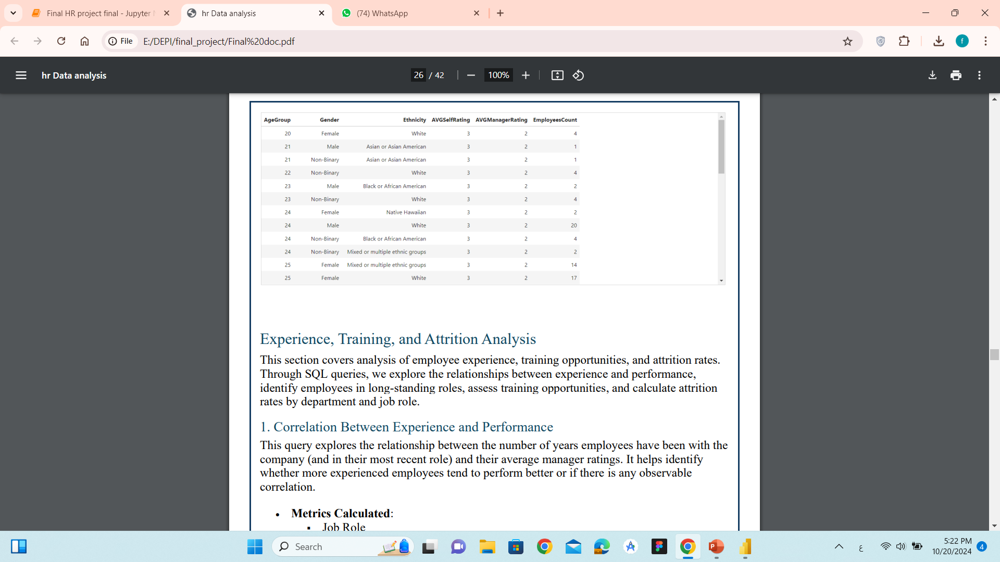 Final HR project final - Jupyter N
hr Data analysis
(74) WhatsApp
File
E:/DEPI/final_project/Final%20doc.pdf
f
hr Data analysis
26 / 42
100%
AgeGroup Gender Ethnicity AVGSelfRating AVGManagerRating EmployeesCount
20 Female White 3 2 4
21 Male Asian or Asian American 3 2 1
21 Non-Binary Asian or Asian American 3 2 1
22 Non-Binary White 3 2 4
23 Male Black or African American 3 2 2
23 Non-Binary White 3 2 4
24 Female Native Hawaiian 3 2 2
24 Male White 3 2 20
24 Non-Binary Black or African American 3 2 4
24 Non-Binary Mixed or multiple ethnic groups 3 2 2
25 Female Mixed or multiple ethnic groups 3 2 14
25 Female White 3 2 17
Experience, Training, and Attrition Analysis
This section covers analysis of employee experience, training opportunities, and attrition rates.
Through SQL queries, we explore the relationships between experience and performance,
identify employees in long-standing roles, assess training opportunities, and calculate attrition
rates by department and job role.
1. Correlation Between Experience and Performance
This query explores the relationship between the number of years employees have been with the
company (and in their most recent role) and their average manager ratings. It helps identify
whether more experienced employees tend to perform better or if there is any observable
correlation.
• Metrics Calculated:
▪ Job Role
Search
ع
5:22 PM
10/20/2024
4